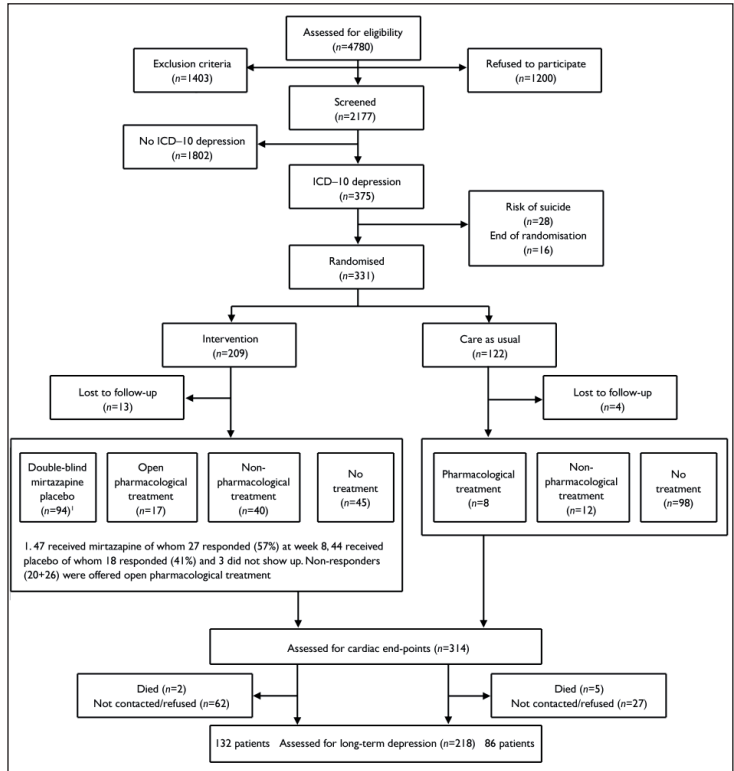 Assessed for eligibility
(n=4780)
Exclusion criteria
(n=1403)
Refused to participate
(n=1200)
Screened
(n=2177)
No ICD–10 depression
(n=1802)
ICD–10 depression
(n=375)
Risk of suicide
(n=28)
End of randomisation
(n=16)
Randomised
(n=331)
Intervention
(n=209)
Care as usual
(n=122)
Lost to follow-up
(n=13)
Lost to follow-up
(n=4)
Double-blind
mirtazapine
placebo
(n=94)¹
Open
pharmacological
treatment
(n=17)
Non-
pharmacological
treatment
(n=40)
No
treatment
(n=45)
Pharmacological
treatment
(n=8
Non-
pharmacological
treatment
(n=12)
No
treatment
(n=98)
1. 47 received mirtazapine of whom 27 responded (57%) at week 8, 44 received
placebo of whom 18 responded (41%) and 3 did not show up. Non-responders
(20+26) were offered open pharmacological treatment
Assessed for cardiac end-points (n=314)
Died (n=2)
Not contacted/refused (n=62)
Died (n=5)
Not contacted/refused (n=27)
132 patients Assessed for long-term depression (n=218) 86 patients